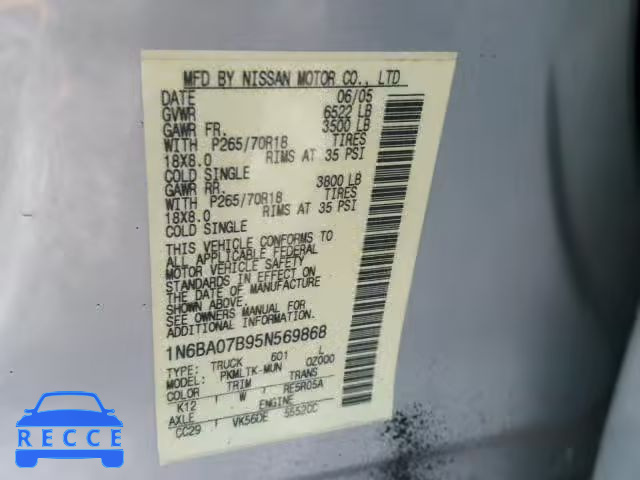 MFD BY NISSAN MOTOR CO., LTD
DATE 06/05
GVWR 6522 LB
GAWR FR. 3500 LB
WITH P265/70R18 TIRES
18X8.0 RIMS AT 35 PSI
COLD SINGLE
GAWR RR. 3800 LB
WITH P265/70R18 TIRES
18X8.0 RIMS AT 35 PSI
COLD SINGLE
THIS VEHICLE CONFORMS TO
ALL APPLICABLE FEDERAL
MOTOR VEHICLE SAFETY
STANDARDS IN EFFECT ON
THE DATE OF MANUFACTURE
SHOWN ABOVE.
SEE OWNERS MANUAL FOR
ADDITIONAL INFORMATION
1N6BA07B95N569868
TYPE: TRUCK 601 L
MODEL: PKMLTK-MUN 0Z000
COLOR TRIM TRANS
K12 W RE5R05A
AXLE ENGINE
CC29 VK56DE 5552CC
AUTOBIDMASTER